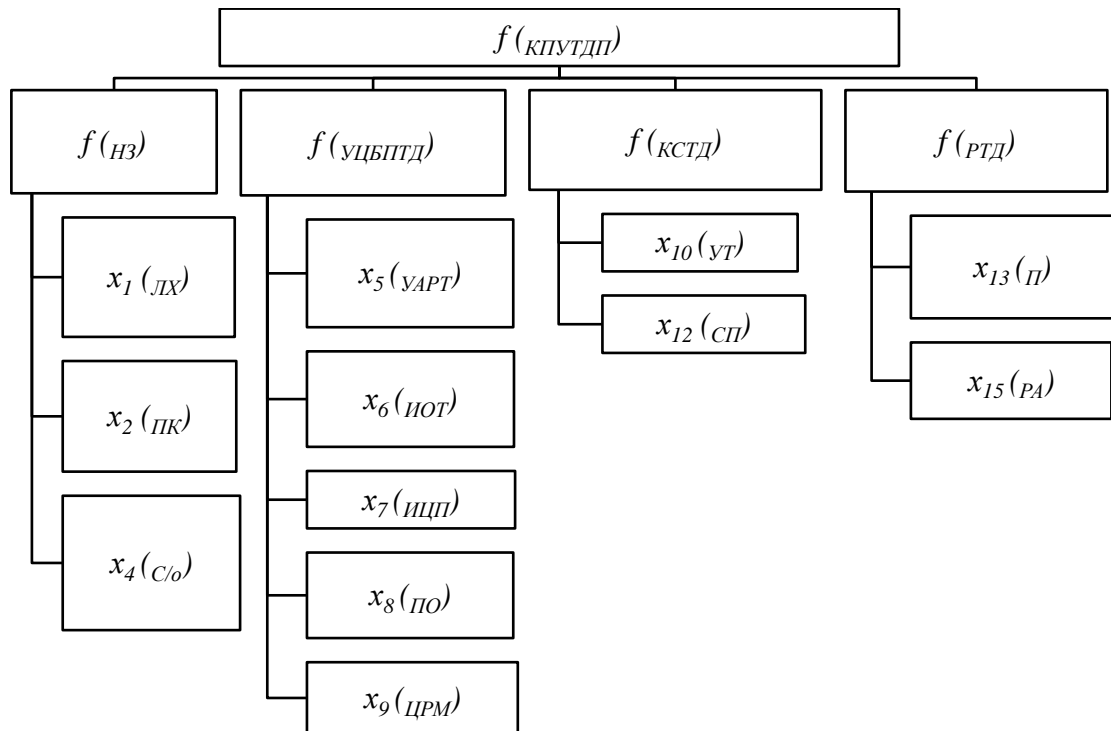 f (КПУТДП)
f (НЗ)
f (УЦБПТД)
f (КСТД)
f (РТД)
x1 (ЛХ)
x2 (ПК)
x4 (С/о)
x5 (УАРТ)
x6 (ИОТ)
x7 (ИЦП)
x8 (ПО)
x9 (ЦРМ)
x10 (УТ)
x12 (СП)
x13 (П)
x15 (РА)